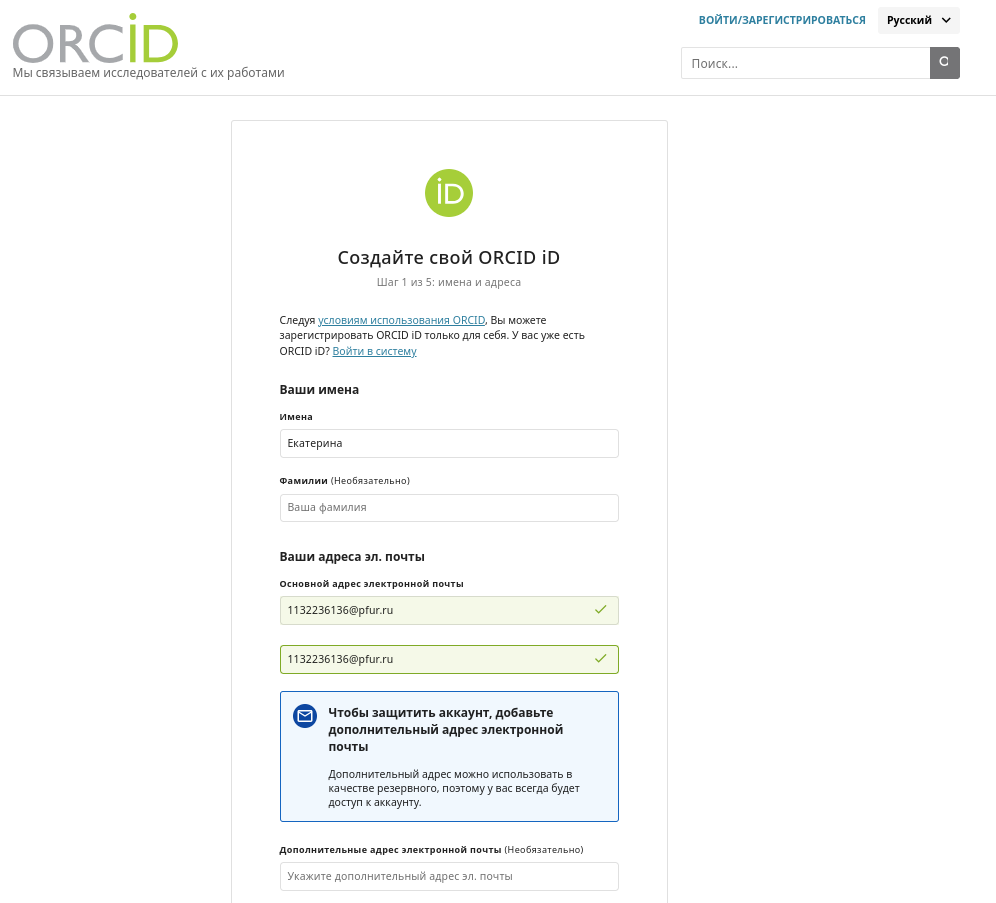 ORCID
Мы связываем исследователей с их работами
ВОЙТИ/ЗАРЕГИСТРИРОВАТЬСЯ
Русский
Поиск...
iD
Создайте свой ORCID iD
Шаг 1 из 5: имена и адреса
Следуя условиям использования ORCID, Вы можете
зарегистрировать ORCID iD только для себя. У вас уже есть
ORCID iD? Войти в систему
Ваши имена
Имена
Екатерина
Фамилии (Необязательно)
Ваша фамилия
Ваши адреса эл. почты
Основной адрес электронной почты
1132236136@pfur.ru
1132236136@pfur.ru
Чтобы защитить аккаунт, добавьте
дополнительный адрес электронной
почты
Дополнительный адрес можно использовать в
качестве резервного, поэтому у вас всегда будет
доступ к аккаунту.
Дополнительные адрес электронной почты (Необязательно)
Укажите дополнительный адрес эл. почты